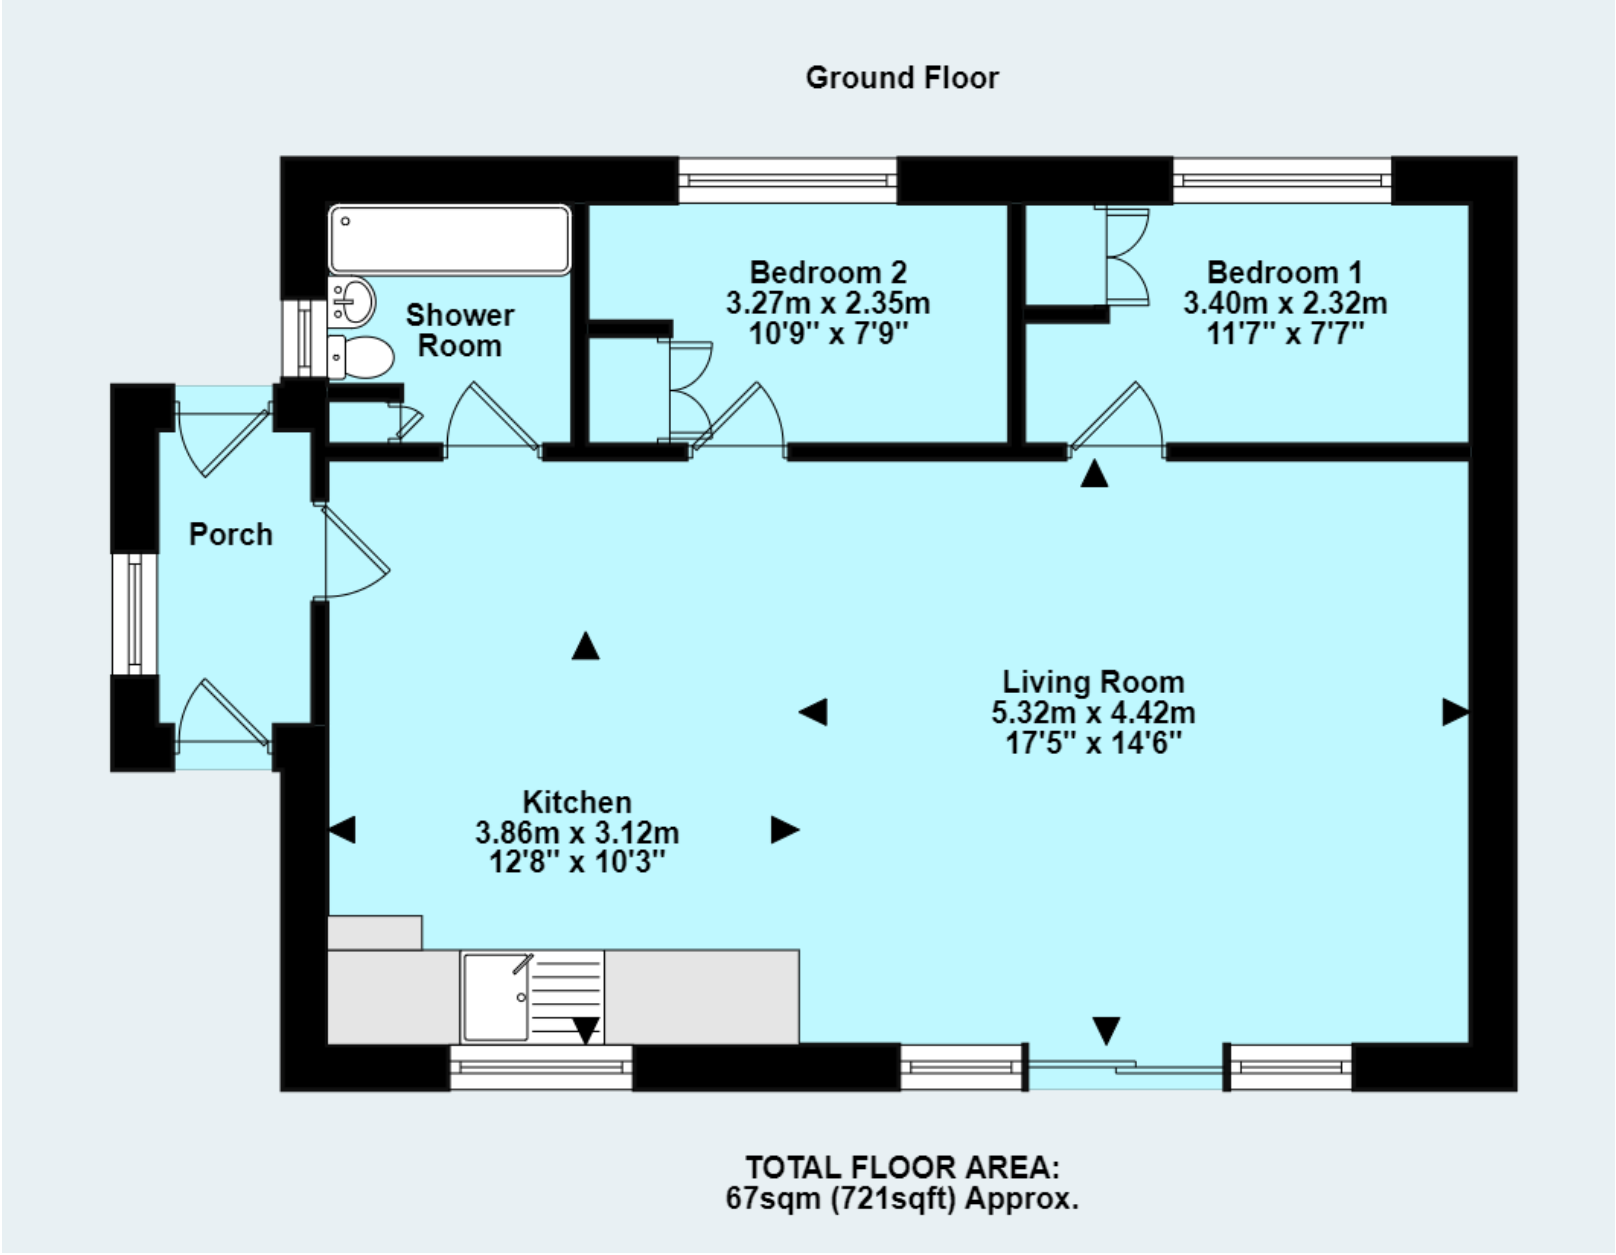 Ground Floor
Shower
Room
Bedroom 2
3.27m x 2.35m
10'9" x 7'9"
Bedroom 1
3.40m x 2.32m
11'7" x 7'7"
Porch
Living Room
5.32m x 4.42m
17'5" x 14'6"
Kitchen
3.86m x 3.12m
12'8" x 10'3"
TOTAL FLOOR AREA:
67sqm (721sqft) Approx.